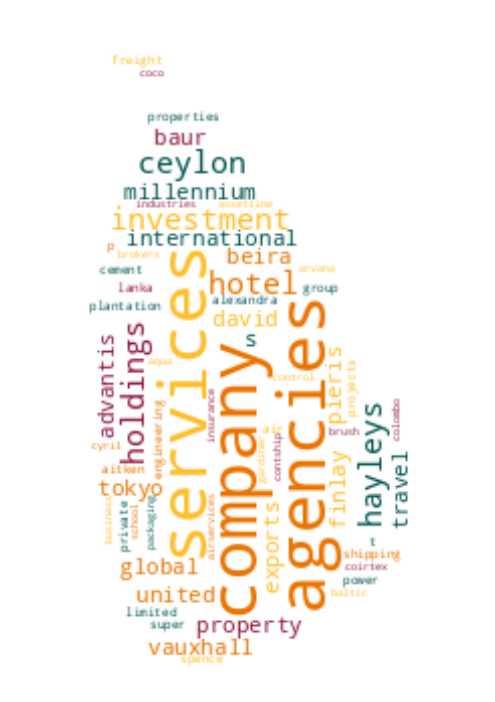 freight
coco
properties
baur
ceylon
millennium
industries
assetline
investment
international
p
brokers
beira
cement
arvana
hotel
lanka
group
plantation
alexandra
david
services
agencies
s
holdings
advantis
company
aqua
control
pieris
projects
insurance
engineering
colombo
hayleys
brush
a
contship
gardiner
cyril
travel
finlay
aitken
tokyo
business
school
private
packaging
airservices
exports
t
shipping
global
coirtex
power
baltic
united
limited
super
property
vauxhall
spence